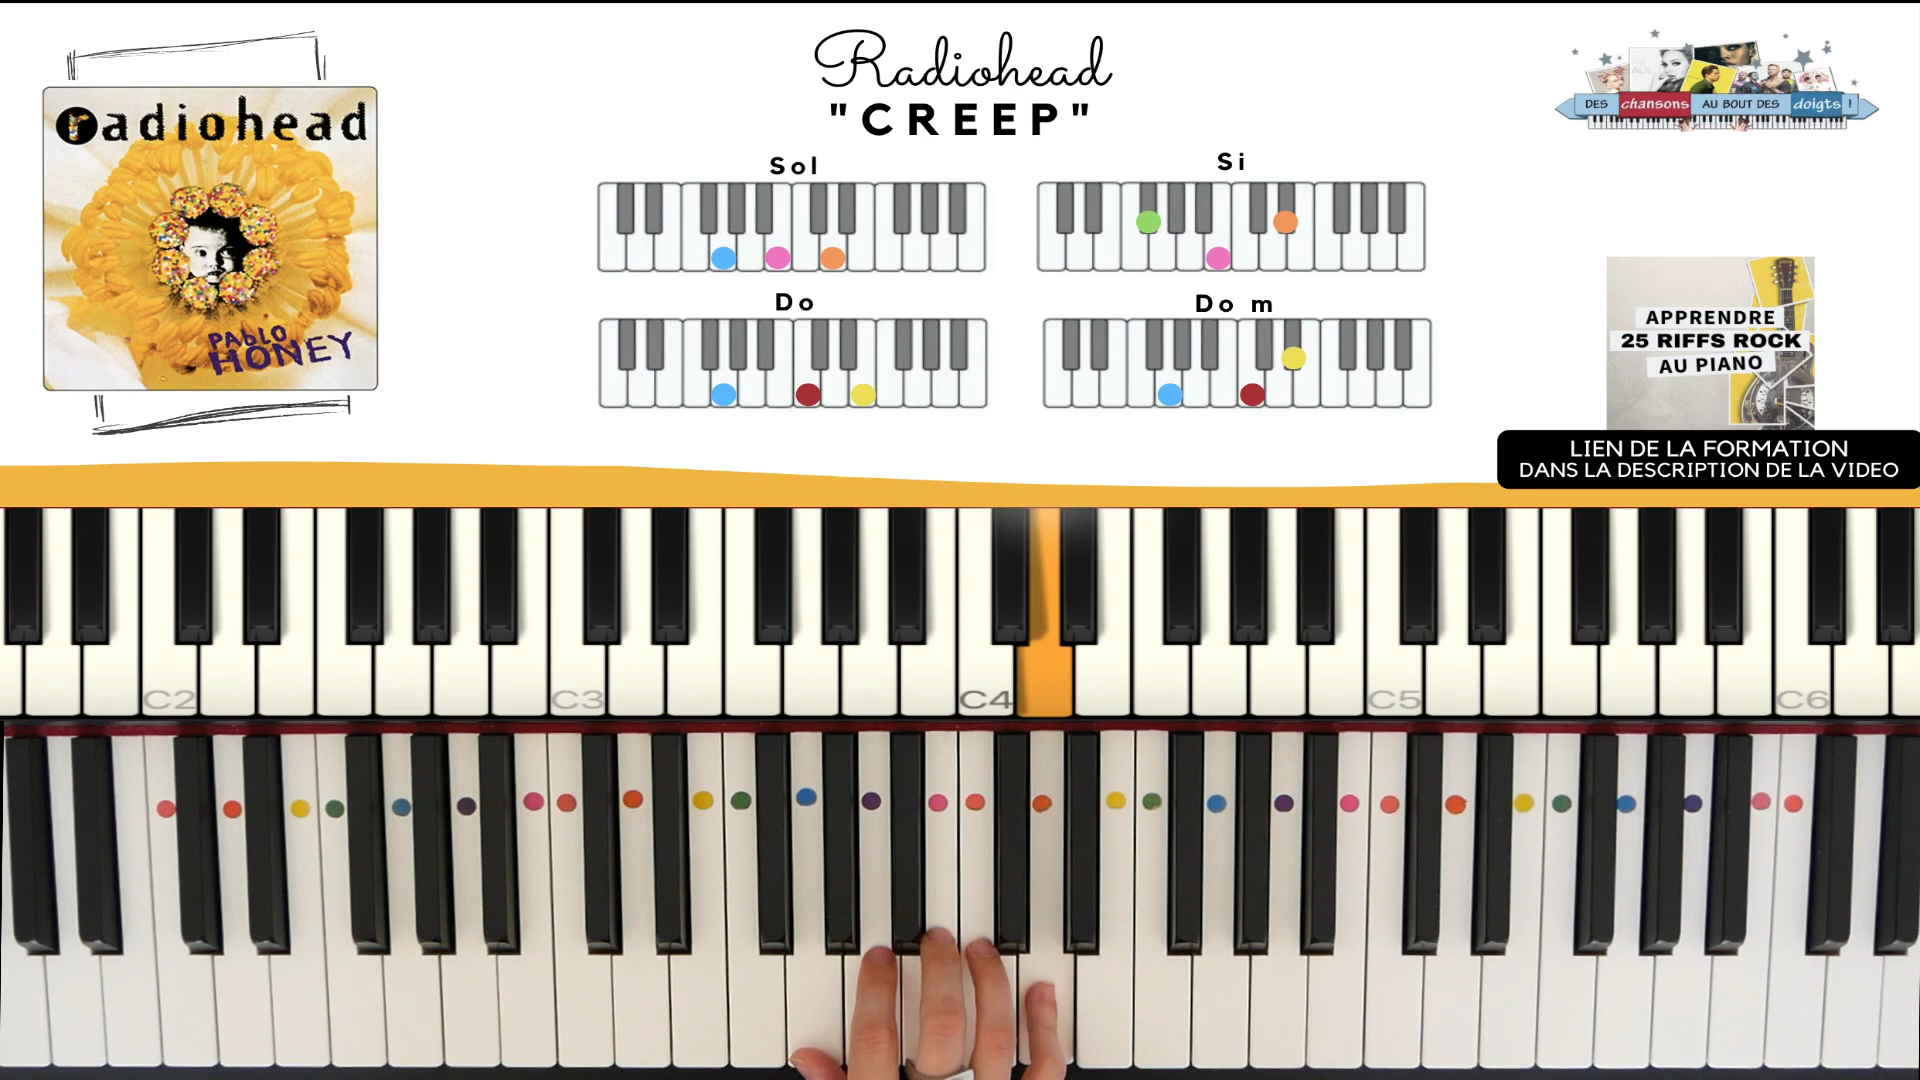 Radiohead
"CREEP"
radiohead
PABLO
HONEY
DES chansons AU BOUT DES doigts !
Sol
Si
Do
Do m
APPRENDRE
25 RIFFS ROCK
AU PIANO
LIEN DE LA FORMATION
DANS LA DESCRIPTION DE LA VIDEO
C2
C3
C4
C5
C6